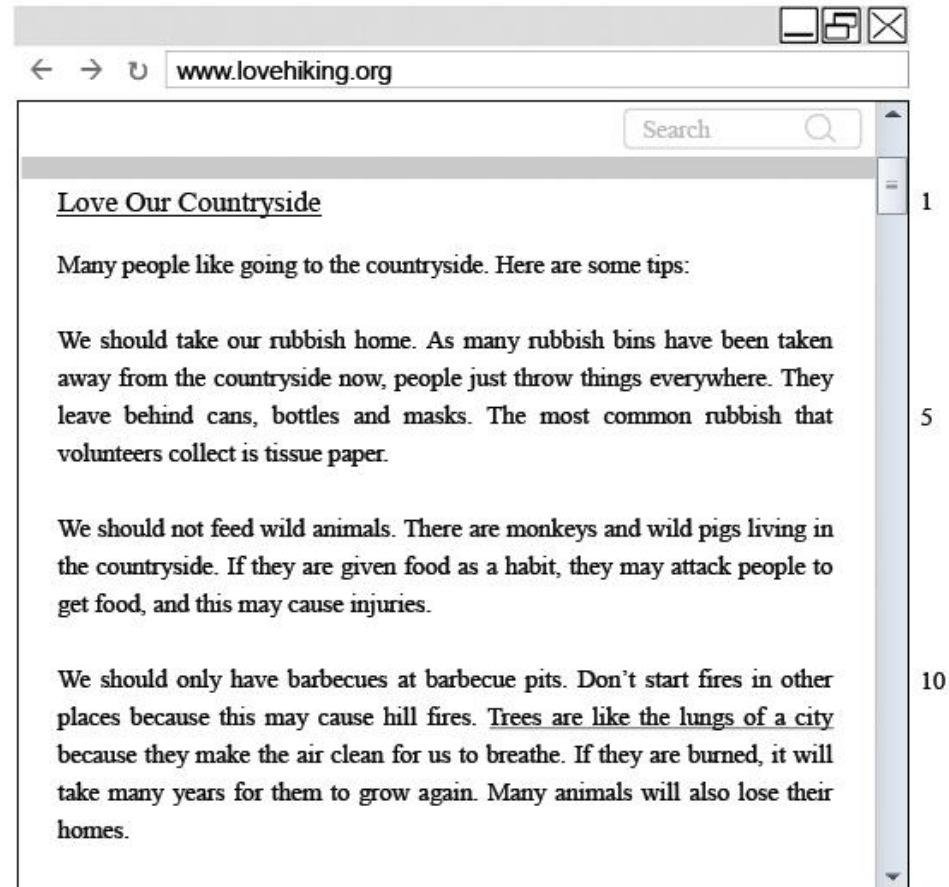 www.lovehiking.org
Search
Love Our Countryside
1
Many people like going to the countryside. Here are some tips:
We should take our rubbish home. As many rubbish bins have been taken
away from the countryside now, people just throw things everywhere. They
leave behind cans, bottles and masks. The most common rubbish that
5
volunteers collect is tissue paper.
We should not feed wild animals. There are monkeys and wild pigs living in
the countryside. If they are given food as a habit, they may attack people to
get food, and this may cause injuries.
We should only have barbecues at barbecue pits. Don't start fires in other
10
places because this may cause hill fires. Trees are like the lungs of a city
because they make the air clean for us to breathe. If they are burned, it will
take many years for them to grow again. Many animals will also lose their
homes.